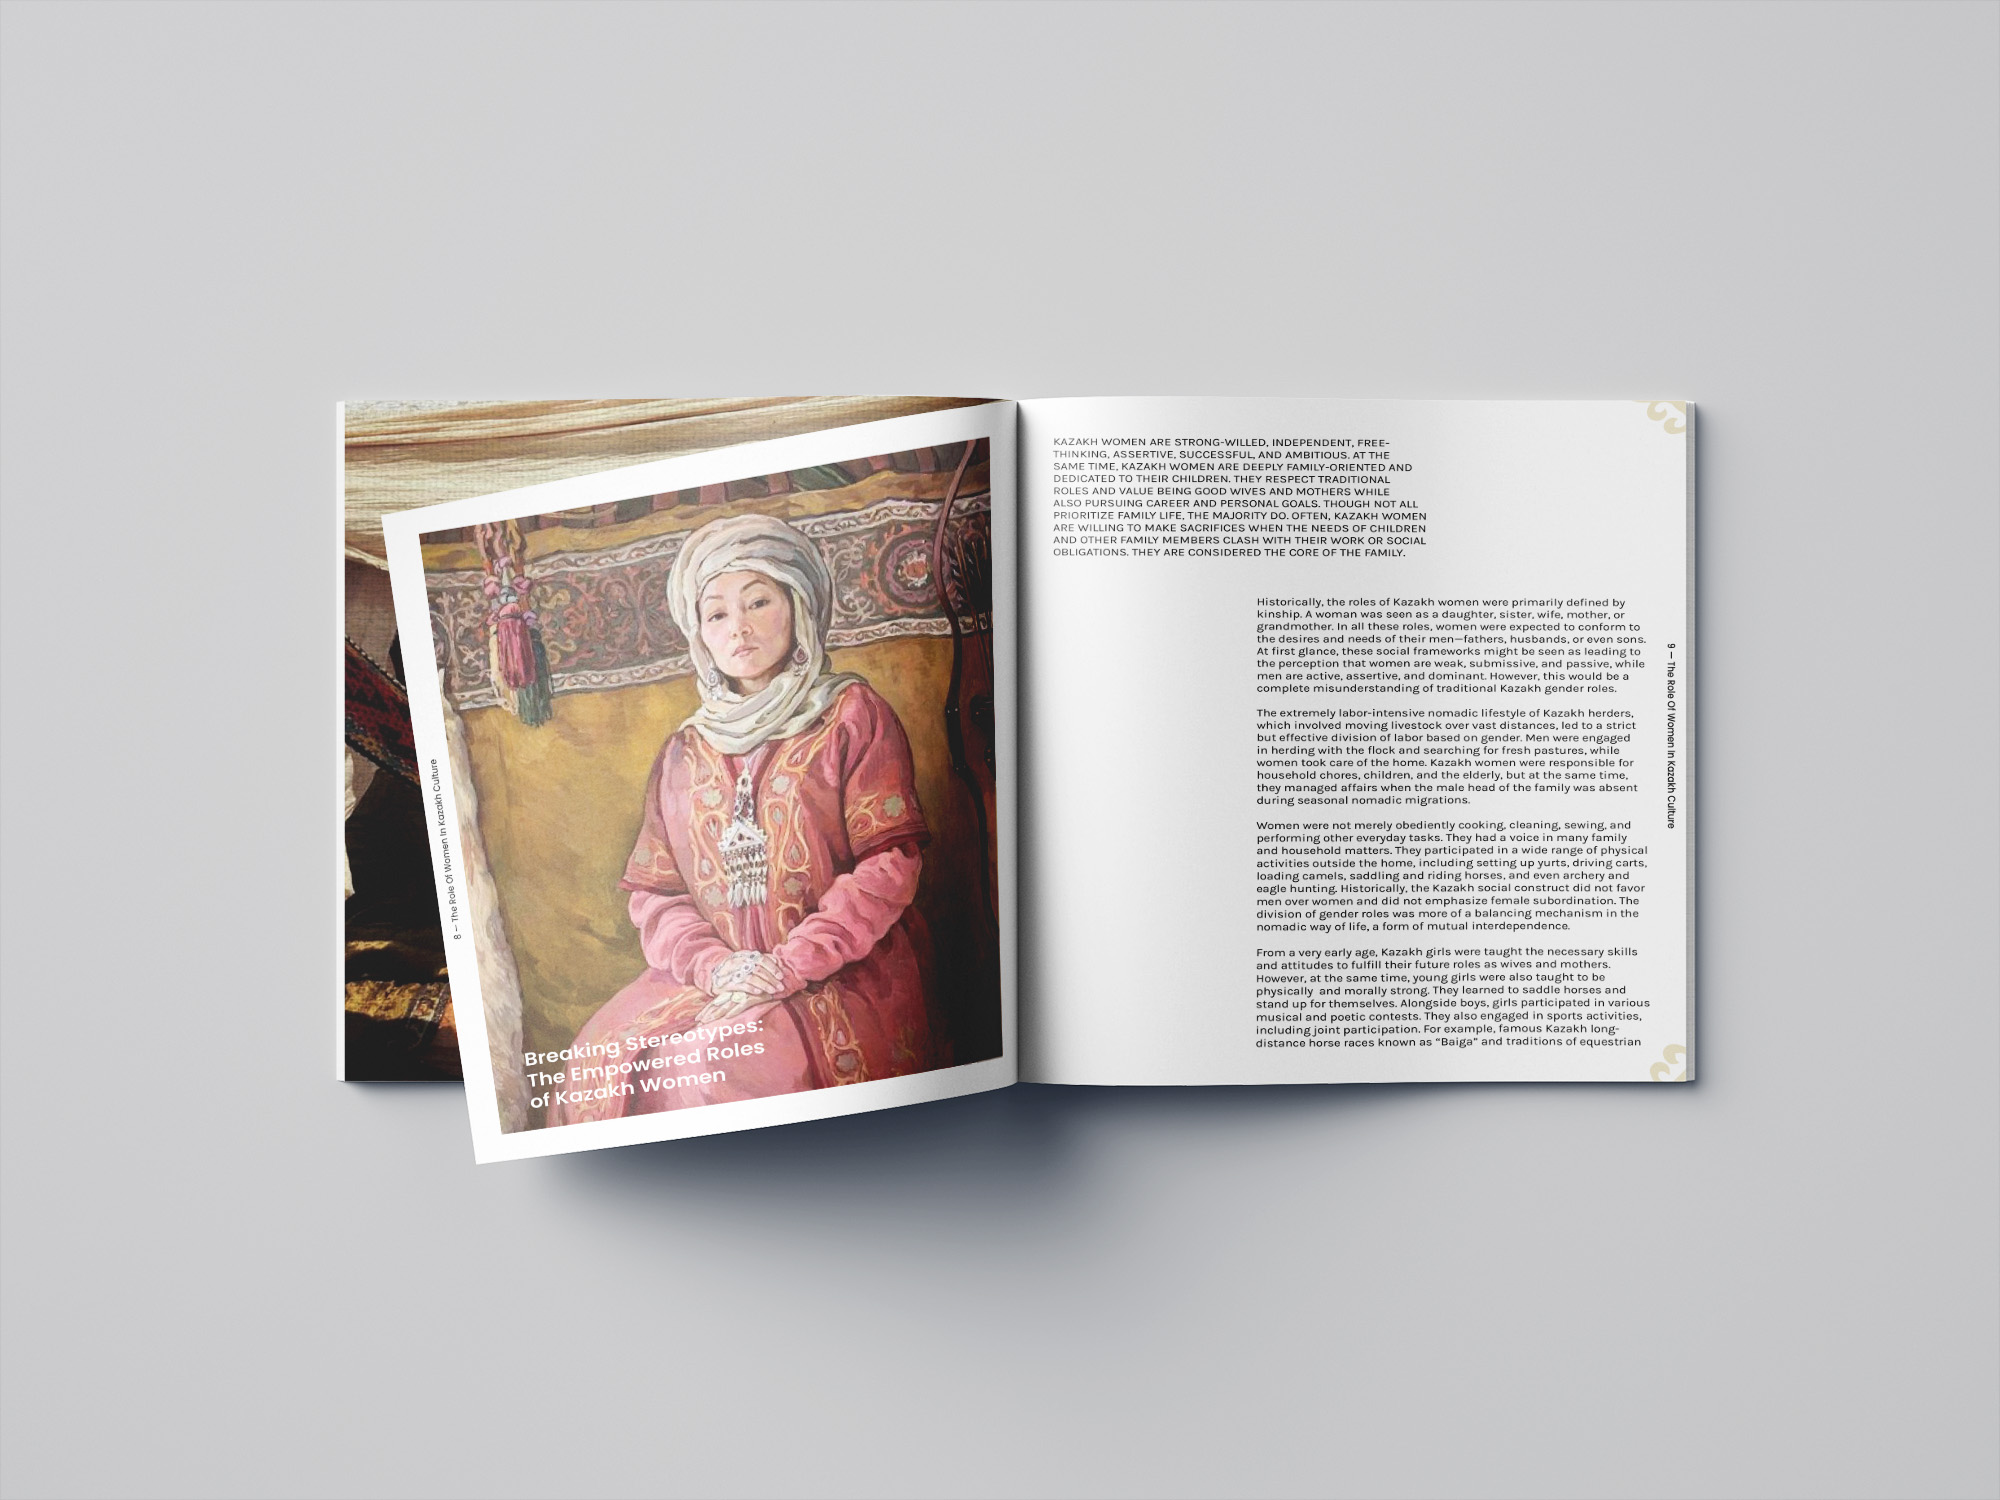 8 — The Role Of Women In Kazakh Culture
Breaking Stereotypes:
The Empowered Roles
of Kazakh Women
KAZAKH WOMEN ARE STRONG-WILLED, INDEPENDENT, FREE-
THINKING, ASSERTIVE, SUCCESSFUL, AND AMBITIOUS. AT THE
SAME TIME, KAZAKH WOMEN ARE DEEPLY FAMILY-ORIENTED AND
DEDICATED TO THEIR CHILDREN. THEY RESPECT TRADITIONAL
ROLES AND VALUE BEING GOOD WIVES AND MOTHERS WHILE
ALSO PURSUING CAREER AND PERSONAL GOALS. THOUGH NOT ALL
PRIORITIZE FAMILY LIFE, THE MAJORITY DO. OFTEN, KAZAKH WOMEN
ARE WILLING TO MAKE SACRIFICES WHEN THE NEEDS OF CHILDREN
AND OTHER FAMILY MEMBERS CLASH WITH THEIR WORK OR SOCIAL
OBLIGATIONS. THEY ARE CONSIDERED THE CORE OF THE FAMILY.
Historically, the roles of Kazakh women were primarily defined by
kinship. A woman was seen as a daughter, sister, wife, mother, or
grandmother. In all these roles, women were expected to conform to
the desires and needs of their men—fathers, husbands, or even sons.
At first glance, these social frameworks might be seen as leading to
the perception that women are weak, submissive, and passive, while
men are active, assertive, and dominant. However, this would be a
complete misunderstanding of traditional Kazakh gender roles.
The extremely labor-intensive nomadic lifestyle of Kazakh herders,
which involved moving livestock over vast distances, led to a strict
but effective division of labor based on gender. Men were engaged
in herding with the flock and searching for fresh pastures, while
women took care of the home. Kazakh women were responsible for
household chores, children, and the elderly, but at the same time,
they managed affairs when the male head of the family was absent
during seasonal nomadic migrations.
Women were not merely obediently cooking, cleaning, sewing, and
performing other everyday tasks. They had a voice in many family
and household matters. They participated in a wide range of physical
activities outside the home, including setting up yurts, driving carts,
loading camels, saddling and riding horses, and even archery and
eagle hunting. Historically, the Kazakh social construct did not favor
men over women and did not emphasize female subordination. The
division of gender roles was more of a balancing mechanism in the
nomadic way of life, a form of mutual interdependence.
From a very early age, Kazakh girls were taught the necessary skills
and attitudes to fulfill their future roles as wives and mothers.
However, at the same time, young girls were also taught to be
physically and morally strong. They learned to saddle horses and
stand up for themselves. Alongside boys, girls participated in various
musical and poetic contests. They also engaged in sports activities,
including joint participation. For example, famous Kazakh long-
distance horse races known as “Baiga” and traditions of equestrian
9 — The Role Of Women In Kazakh Culture